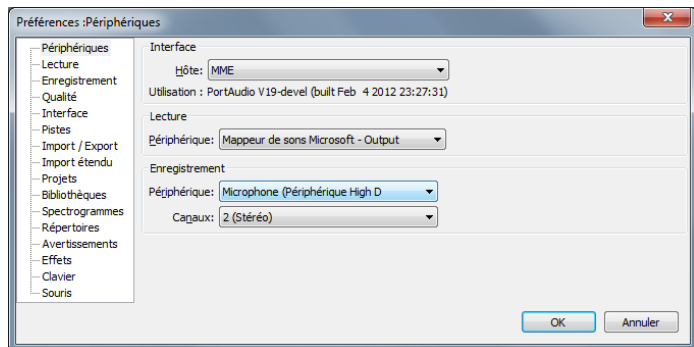 Préférences :Périphériques
Périphériques
Lecture
Enregistrement
Qualité
Interface
Pistes
Import / Export
Import étendu
Projets
Bibliothèques
Spectrogrammes
Répertoires
Avertissements
Effets
Clavier
Souris
Interface
Hôte: MME
Utilisation : PortAudio V19-devel (built Feb 4 2012 23:27:31)
Lecture
Périphérique: Mappeur de sons Microsoft - Output
Enregistrement
Périphérique: Microphone (Périphérique High D
Canaux: 2 (Stéréo)
OK Annuler